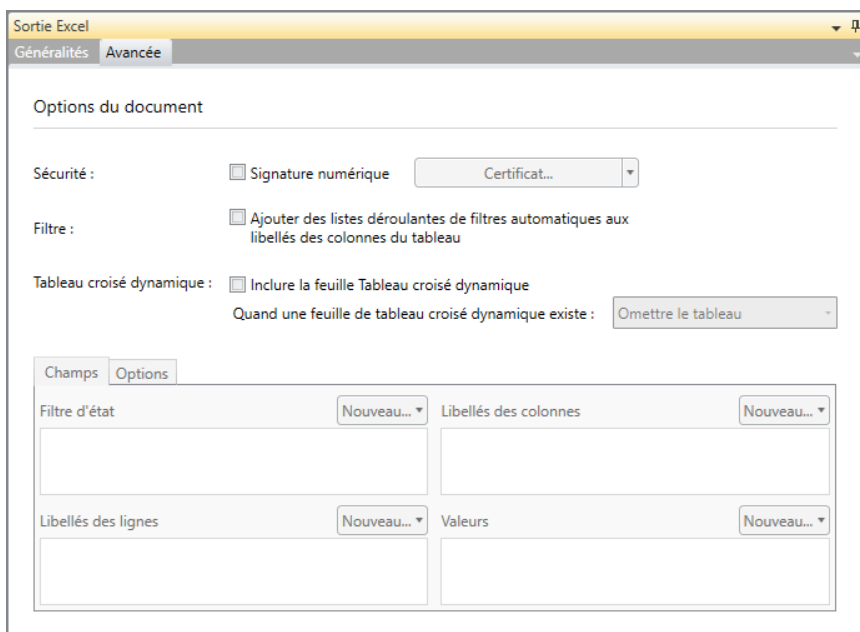 Sortie Excel
Généralités Avancée
Options du document
Sécurité : Signature numérique Certificat...
Filtre : Ajouter des listes déroulantes de filtres automatiques aux
libellés des colonnes du tableau
Tableau croisé dynamique : Inclure la feuille Tableau croisé dynamique
Quand une feuille de tableau croisé dynamique existe : Omettre le tableau
Champs Options
Filtre d'état Nouveau... Libellés des colonnes Nouveau...
Libellés des lignes Nouveau... Valeurs Nouveau...